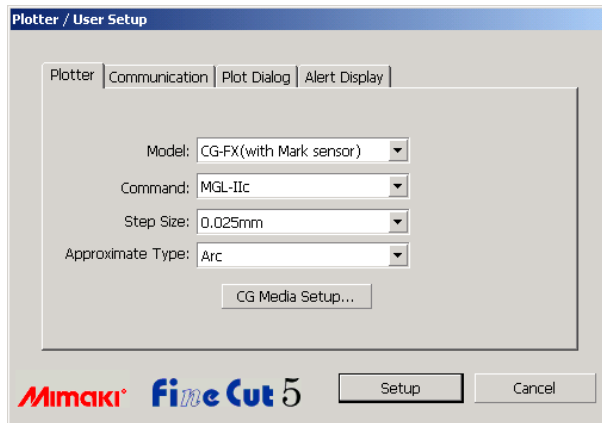 Plotter / User Setup
Plotter Communication Plot Dialog Alert Display
Model: CG-FX(with Mark sensor)
Command: MGL-IIc
Step Size: 0.025mm
Approximate Type: Arc
CG Media Setup...
Mimaki Fine Cut 5 Setup Cancel